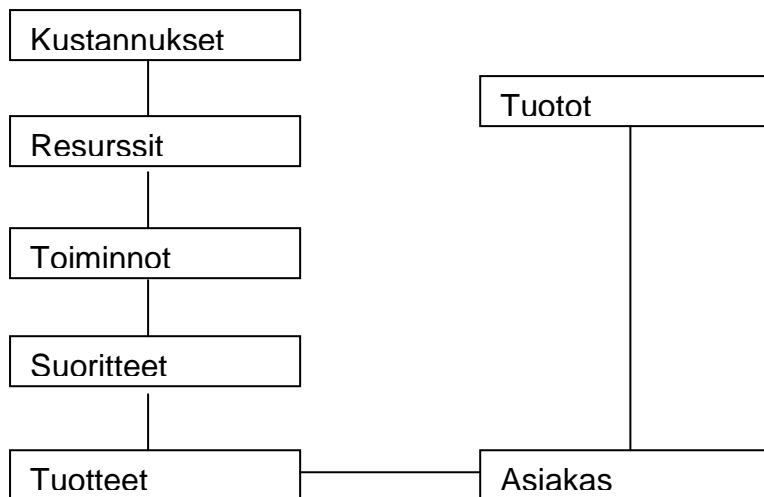 Kustannukset
Tuotot
Resurssit
Toiminnot
Suoritteet
Tuotteet
Asiakas